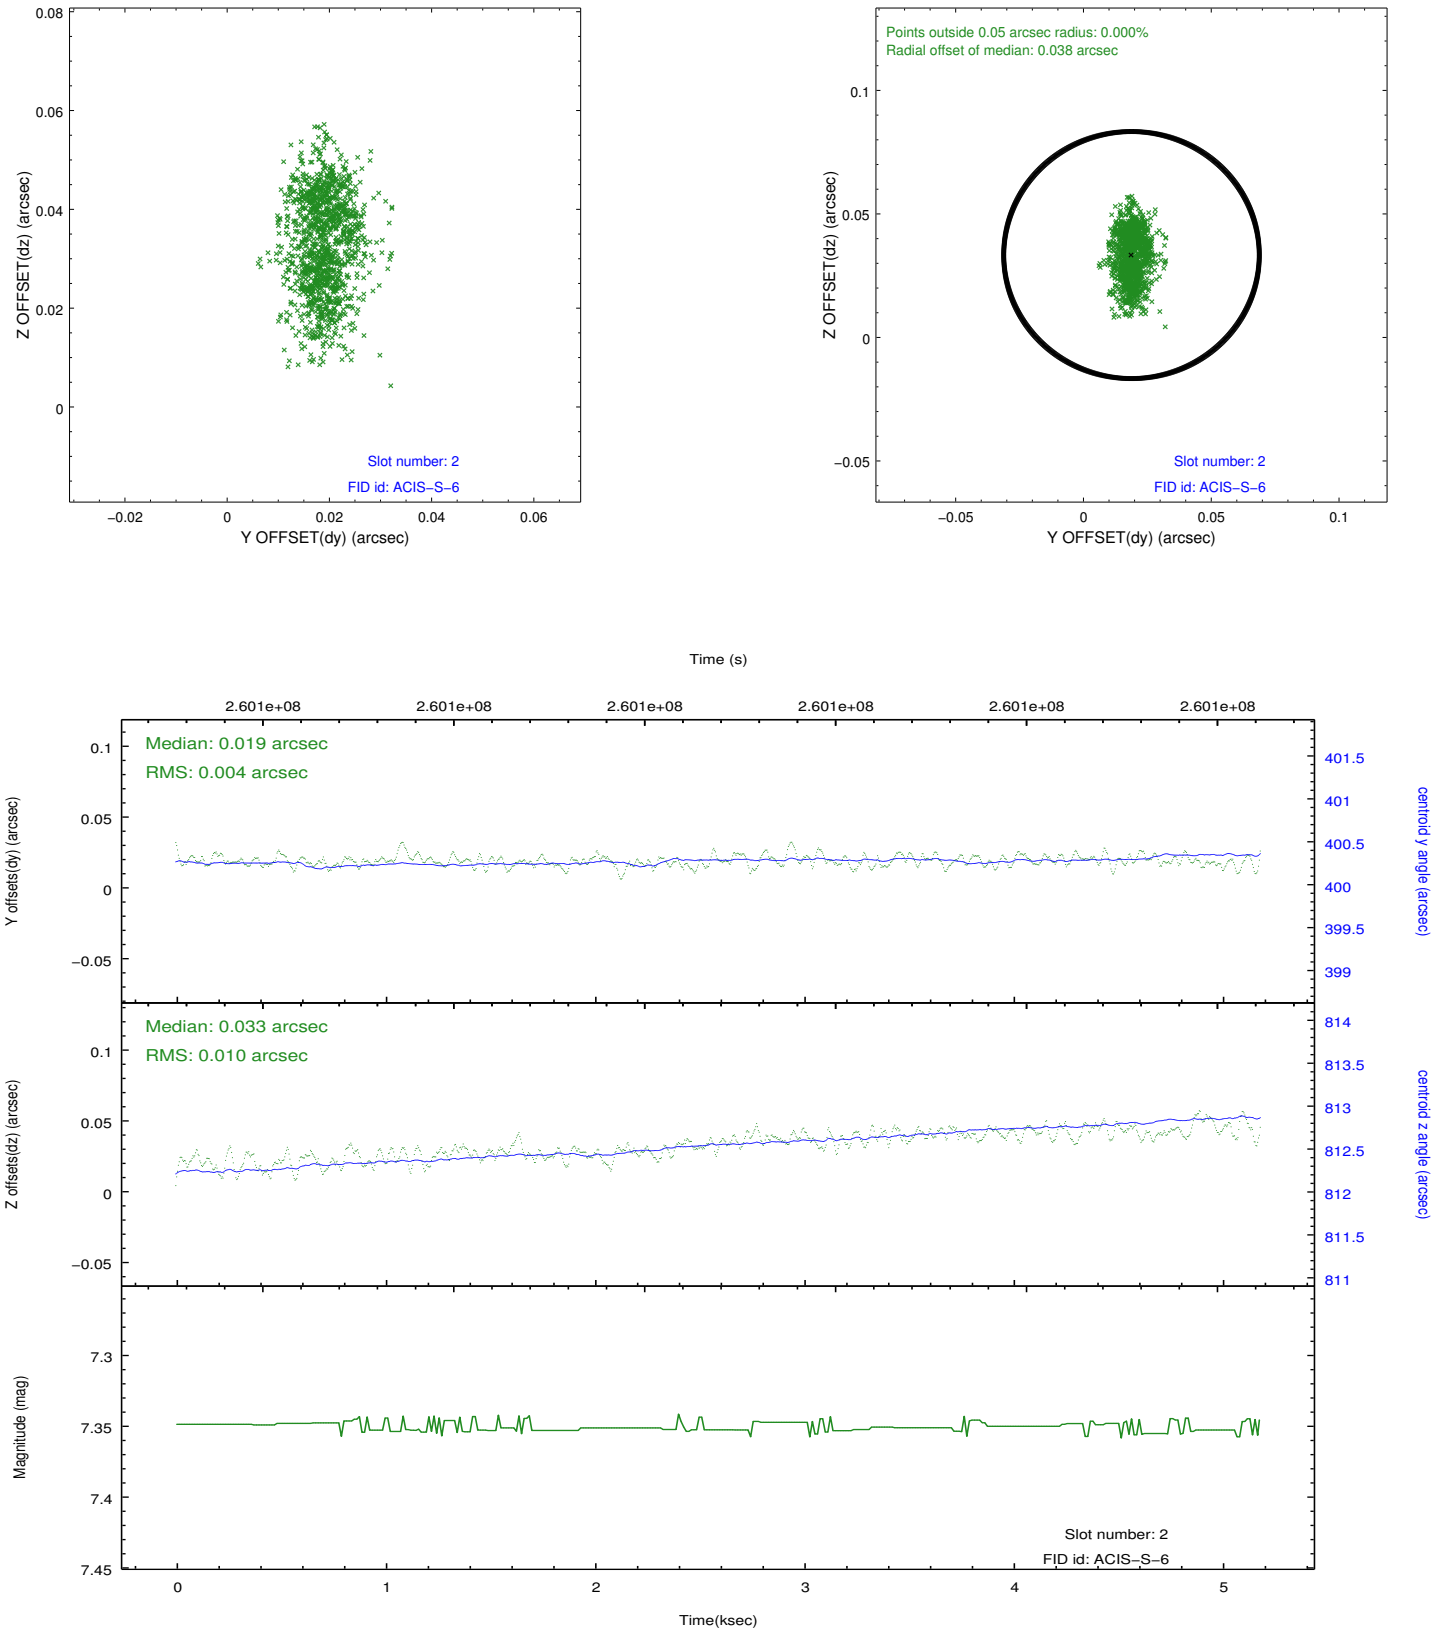 0.08
0.06
0.04
0.02
0
Z OFFSET(dz) (arcsec)
−0.02
0
0.02
0.04
0.06
Y OFFSET(dy) (arcsec)
Slot number: 2
FID id: ACIS−S−6
Points outside 0.05 arcsec radius: 0.000%
Radial offset of median: 0.038 arcsec
0.1
0.05
0
−0.05
Z OFFSET(dz) (arcsec)
−0.05
0
0.05
0.1
Y OFFSET(dy) (arcsec)
Slot number: 2
FID id: ACIS−S−6
Time (s)
2.601e+08
2.601e+08
2.601e+08
2.601e+08
2.601e+08
2.601e+08
Median: 0.019 arcsec
RMS: 0.004 arcsec
0.1
0.05
0
−0.05
Y offsets(dy) (arcsec)
401.5
401
400.5
400
399.5
399
centroid y angle (arcsec)
Median: 0.033 arcsec
RMS: 0.010 arcsec
0.1
0.05
0
−0.05
Z offsets(dz) (arcsec)
814
813.5
813
812.5
812
811.5
811
centroid z angle (arcsec)
7.3
7.35
7.4
7.45
Magnitude (mag)
Slot number: 2
FID id: ACIS−S−6
0
1
2
3
4
5
Time(ksec)